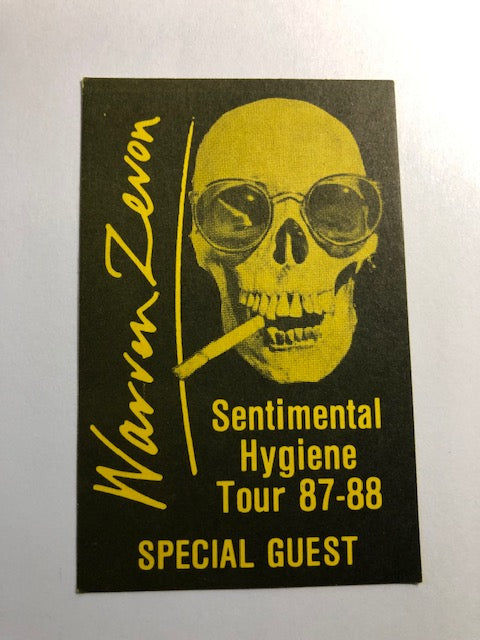 Warren Zevon
Sentimental
Hygiene
Tour 87-88
SPECIAL GUEST